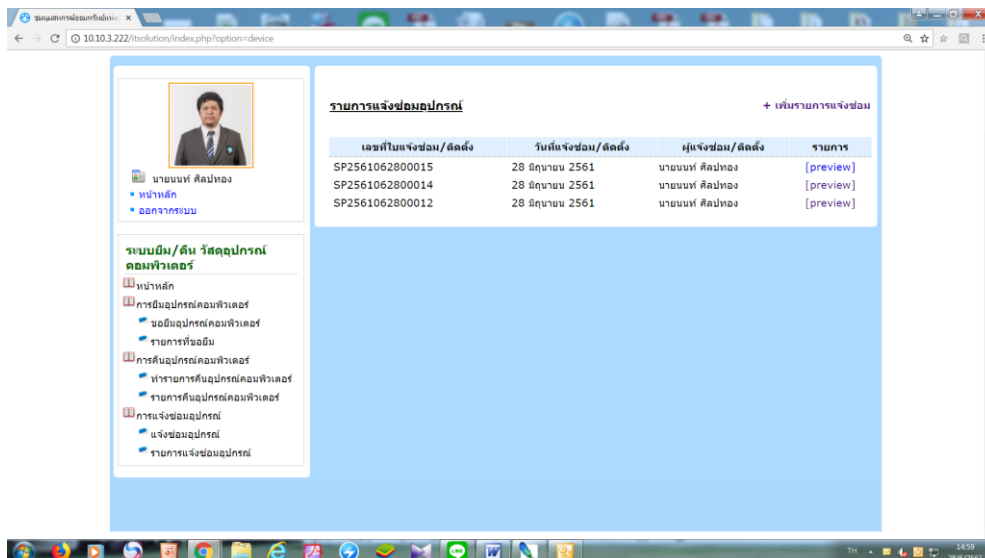 10.10.3.222/itsolution/index.php?option=device
นายนนท์ ศิลปทอง
หน้าหลัก
ออกจากระบบ
ระบบยืม/คืน วัสดุอุปกรณ์
คอมพิวเตอร์
หน้าหลัก
การยืมอุปกรณ์คอมพิวเตอร์
ขอยืมอุปกรณ์คอมพิวเตอร์
รายการที่ขอยืม
การคืนอุปกรณ์คอมพิวเตอร์
ทำรายการคืนอุปกรณ์คอมพิวเตอร์
รายการคืนอุปกรณ์คอมพิวเตอร์
การแจ้งซ่อมอุปกรณ์
แจ้งซ่อมอุปกรณ์
รายการแจ้งซ่อมอุปกรณ์
รายการแจ้งซ่อมอุปกรณ์ + เพิ่มรายการแจ้งซ่อม
เลขที่ใบแจ้งซ่อม/ติดตั้ง วันที่แจ้งซ่อม/ติดตั้ง ผู้แจ้งซ่อม/ติดตั้ง รายการ
SP2561062800015 28 มิถุนายน 2561 นายนนท์ ศิลปทอง [preview]
SP2561062800014 28 มิถุนายน 2561 นายนนท์ ศิลปทอง [preview]
SP2561062800012 28 มิถุนายน 2561 นายนนท์ ศิลปทอง [preview]
TH 14:59